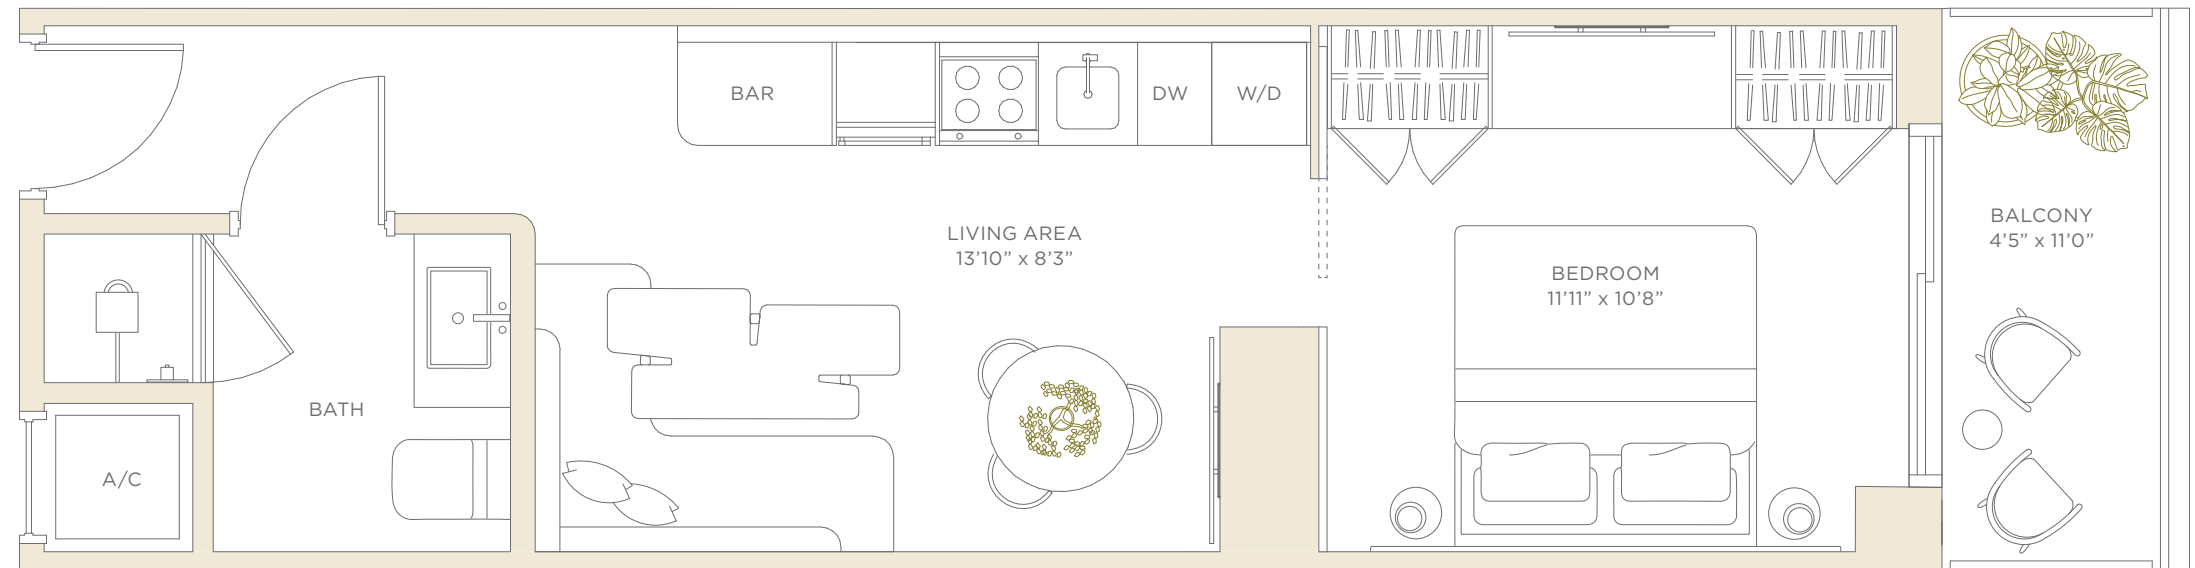 BAR
DW
W/D
LIVING AREA
13’10” x 8’3”
BALCONY
4’5” x 11’0”
BEDROOM
11’11” x 10’8”
BATH
A/C